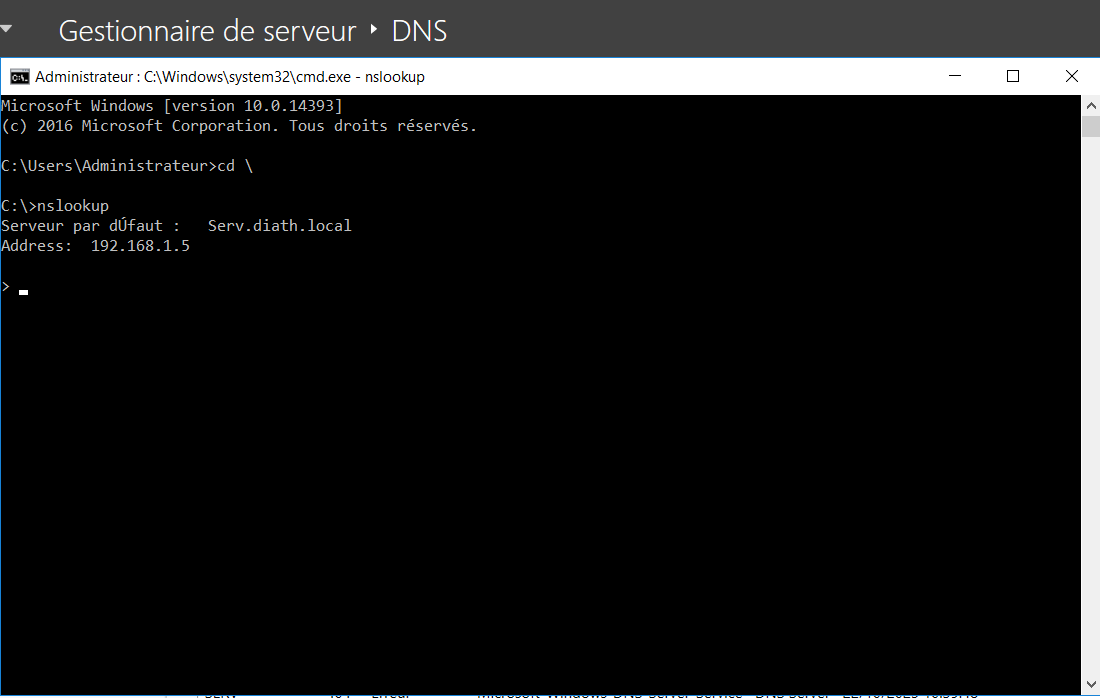 Gestionnaire de serveur ‣ DNS
Administrateur : C:\Windows\system32\cmd.exe - nslookup
Microsoft Windows [version 10.0.14393]
(c) 2016 Microsoft Corporation. Tous droits réservés.
C:\Users\Administrateur>cd \
C:\>nslookup
Serveur par dÚfaut :   Serv.diath.local
Address:  192.168.1.5
>